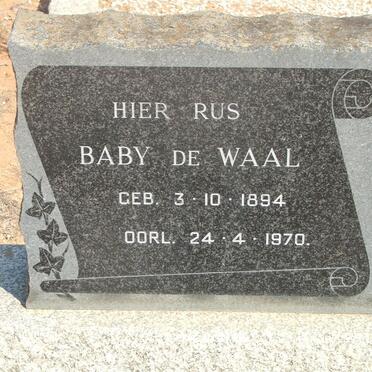 HIER RUS
BABY DE WAAL
GEB. 3·10·1894
OORL. 24·4·1970.